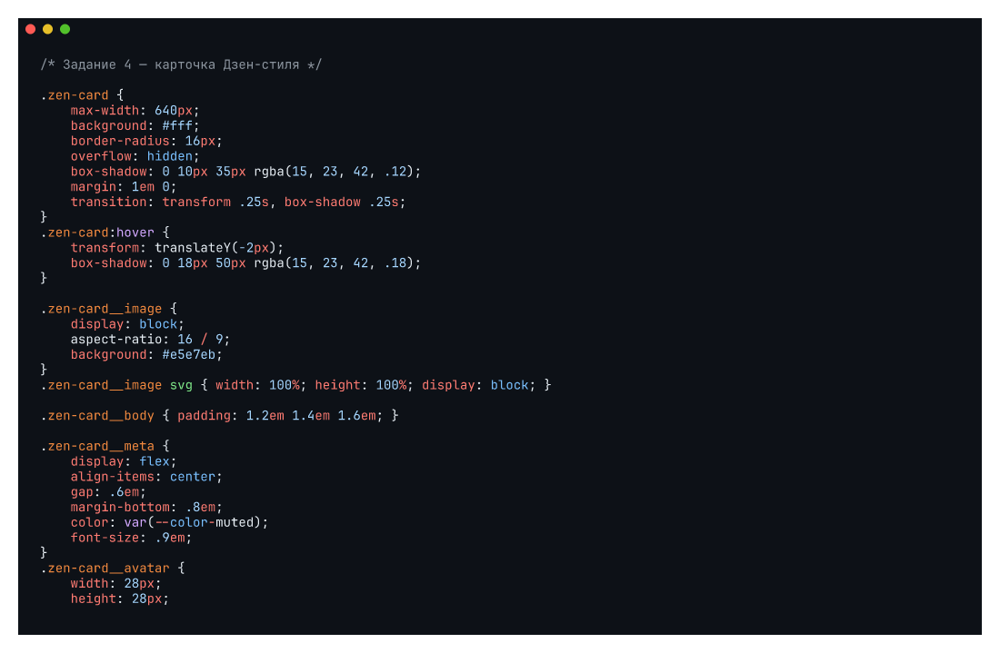 /* Задание 4 — карточка Дзен-стиля */

.zen-card {
    max-width: 640px;
    background: #fff;
    border-radius: 16px;
    overflow: hidden;
    box-shadow: 0 10px 35px rgba(15, 23, 42, .12);
    margin: 1em 0;
    transition: transform .25s, box-shadow .25s;
}
.zen-card:hover {
    transform: translateY(-2px);
    box-shadow: 0 18px 50px rgba(15, 23, 42, .18);
}

.zen-card__image {
    display: block;
    aspect-ratio: 16 / 9;
    background: #e5e7eb;
}
.zen-card__image svg { width: 100%; height: 100%; display: block; }

.zen-card__body { padding: 1.2em 1.4em 1.6em; }

.zen-card__meta {
    display: flex;
    align-items: center;
    gap: .6em;
    margin-bottom: .8em;
    color: var(--color-muted);
    font-size: .9em;
}
.zen-card__avatar {
    width: 28px;
    height: 28px;